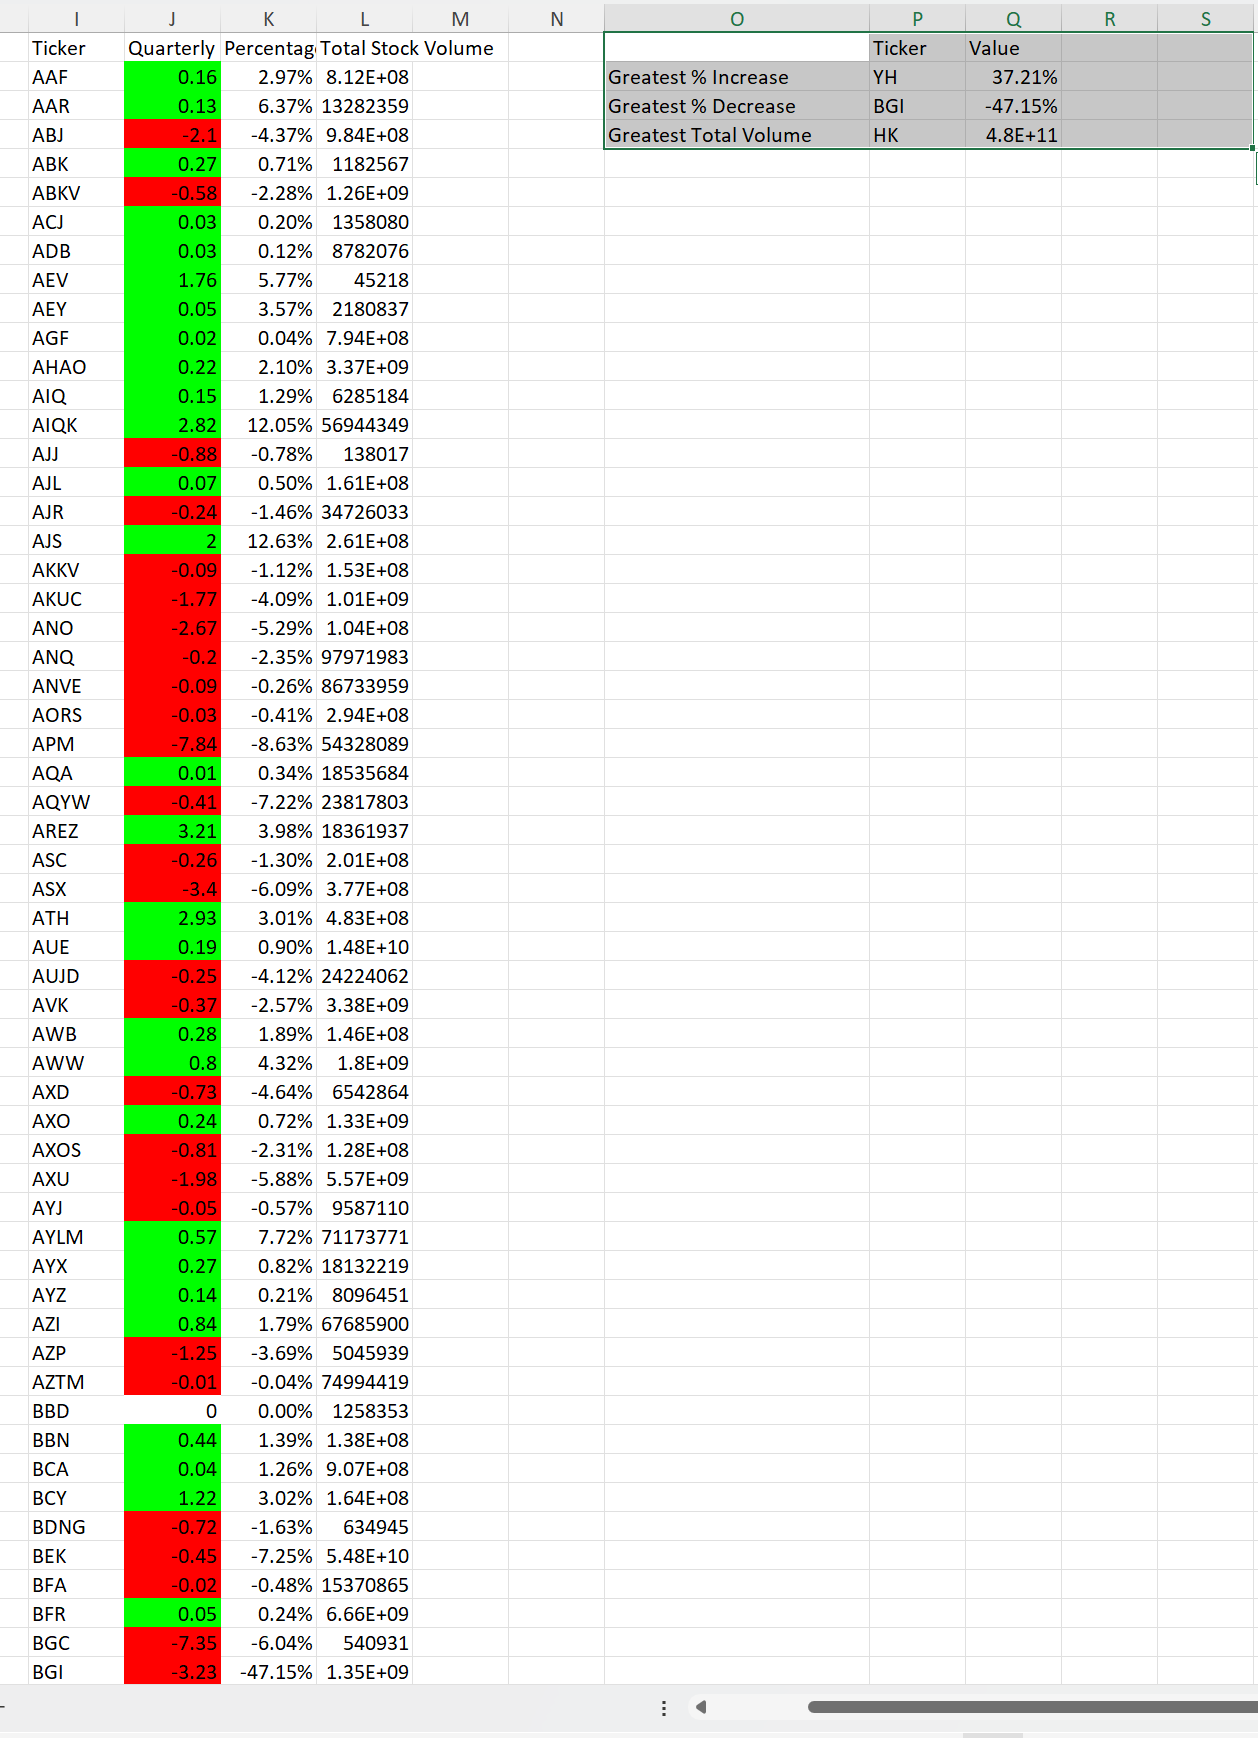 I J K L M N O P Q R S
Ticker Quarterly Percentag Total Stock Volume Ticker Value
AAF 0.16 2.97% 8.12E+08 Greatest % Increase YH 37.21%
AAR 0.13 6.37% 13282359 Greatest % Decrease BGI -47.15%
ABJ -2.1 -4.37% 9.84E+08 Greatest Total Volume HK 4.8E+11
ABK 0.27 0.71% 1182567
ABKV -0.58 -2.28% 1.26E+09
ACJ 0.03 0.20% 1358080
ADB 0.03 0.12% 8782076
AEV 1.76 5.77% 45218
AEY 0.05 3.57% 2180837
AGF 0.02 0.04% 7.94E+08
AHAO 0.22 2.10% 3.37E+09
AIQ 0.15 1.29% 6285184
AIQK 2.82 12.05% 56944349
AJJ -0.88 -0.78% 138017
AJL 0.07 0.50% 1.61E+08
AJR -0.24 -1.46% 34726033
AJS 2 12.63% 2.61E+08
AKKV -0.09 -1.12% 1.53E+08
AKUC -1.77 -4.09% 1.01E+09
ANO -2.67 -5.29% 1.04E+08
ANQ -0.2 -2.35% 97971983
ANVE -0.09 -0.26% 86733959
AORS -0.03 -0.41% 2.94E+08
APM -7.84 -8.63% 54328089
AQA 0.01 0.34% 18535684
AQYW -0.41 -7.22% 23817803
AREZ 3.21 3.98% 18361937
ASC -0.26 -1.30% 2.01E+08
ASX -3.4 -6.09% 3.77E+08
ATH 2.93 3.01% 4.83E+08
AUE 0.19 0.90% 1.48E+10
AUJD -0.25 -4.12% 24224062
AVK -0.37 -2.57% 3.38E+09
AWB 0.28 1.89% 1.46E+08
AWW 0.8 4.32% 1.8E+09
AXD -0.73 -4.64% 6542864
AXO 0.24 0.72% 1.33E+09
AXOS -0.81 -2.31% 1.28E+08
AXU -1.98 -5.88% 5.57E+09
AYJ -0.05 -0.57% 9587110
AYLM 0.57 7.72% 71173771
AYX 0.27 0.82% 18132219
AYZ 0.14 0.21% 8096451
AZI 0.84 1.79% 67685900
AZP -1.25 -3.69% 5045939
AZTM -0.01 -0.04% 74994419
BBD 0 0.00% 1258353
BBN 0.44 1.39% 1.38E+08
BCA 0.04 1.26% 9.07E+08
BCY 1.22 3.02% 1.64E+08
BDNG -0.72 -1.63% 634945
BEK -0.45 -7.25% 5.48E+10
BFA -0.02 -0.48% 15370865
BFR 0.05 0.24% 6.66E+09
BGC -7.35 -6.04% 540931
BGI -3.23 -47.15% 1.35E+09